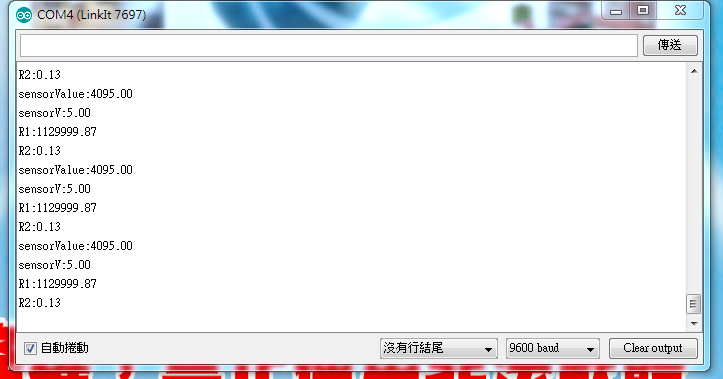 COM4 (LinkIt 7697)
傳送
R2:0.13
sensorValue:4095.00
sensorV:5.00
R1:1129999.87
R2:0.13
sensorValue:4095.00
sensorV:5.00
R1:1129999.87
R2:0.13
sensorValue:4095.00
sensorV:5.00
R1:1129999.87
R2:0.13
自動捲動
沒有行結尾
9600 baud
Clear output